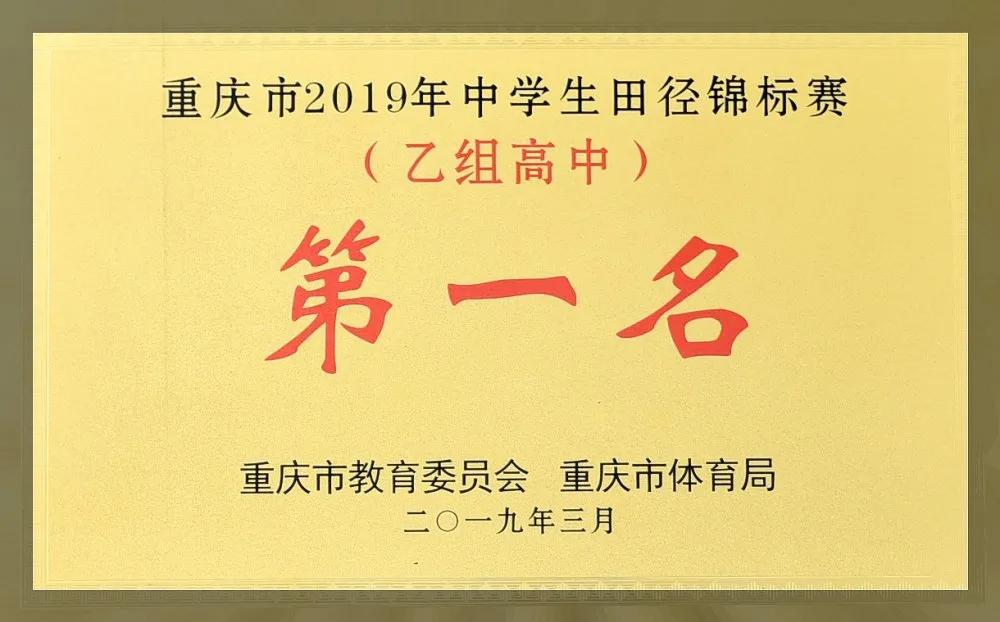 重庆市2019年中学生田径锦标赛
（乙组高中）
第一名
重庆市教育委员会 重庆市体育局
二〇一九年三月